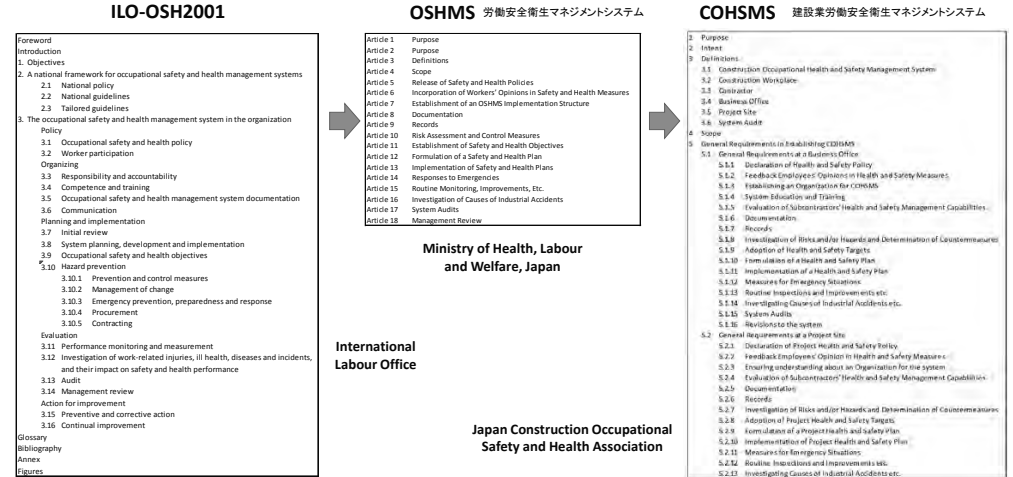 ILO-OSH2001
Foreword
Introduction
1. Objectives
2. A national framework for occupational safety and health management systems
2.1 National policy
2.2 National guidelines
2.3 Tailored guidelines
3. The occupational safety and health management system in the organization
Policy
3.1 Occupational safety and health policy
3.2 Worker participation
Organizing
3.3 Responsibility and accountability
3.4 Competence and training
3.5 Occupational safety and health management system documentation
3.6 Communication
Planning and implementation
3.7 Initial review
3.8 System planning, development and implementation
3.9 Occupational safety and health objectives
3.10 Hazard prevention
3.10.1 Prevention and control measures
3.10.2 Management of change
3.10.3 Emergency prevention, preparedness and response
3.10.4 Procurement
3.10.5 Contracting
Evaluation
3.11 Performance monitoring and measurement
3.12 Investigation of work-related injuries, ill health, diseases and incidents,
and their impact on safety and health performance
3.13 Audit
3.14 Management review
Action for improvement
3.15 Preventive and corrective action
3.16 Continual improvement
Glossary
Bibliography
Annex
Figures
International
Labour Office
OSHMS 労働安全衛生マネジメントシステム
Article 1 Purpose
Article 2 Purpose
Article 3 Definitions
Article 4 Scope
Article 5 Release of Safety and Health Policies
Article 6 Incorporation of Workers' Opinions in Safety and Health Measures
Article 7 Establishment of an OSHMS Implementation Structure
Article 8 Documentation
Article 9 Records
Article 10 Risk Assessment and Control Measures
Article 11 Establishment of Safety and Health Objectives
Article 12 Formulation of a Safety and Health Plan
Article 13 Implementation of Safety and Health Plans
Article 14 Responses to Emergencies
Article 15 Routine Monitoring, Improvements, Etc.
Article 16 Investigation of Causes of Industrial Accidents
Article 17 System Audits
Article 18 Management Review
Ministry of Health, Labour
and Welfare, Japan
COHSMS 建設業労働安全衛生マネジメントシステム
1 Purpose
2 Intent
3 Definitions
3.1 Construction Occupational Health and Safety Management System
3.2 Construction Workplace
3.3 Contractor
3.4 Business Office
3.5 Project Site
3.6 System Audit
4 Scope
5 General Requirements in Establishing COHSMS
5.1 General Requirements at a Business Office
5.1.1 Declaration of Health and Safety Policy
5.1.2 Feedback Employees' Opinions in Health and Safety Measures
5.1.3 Establishing an Organization for COHSMS
5.1.4 System Education and Training
5.1.5 Evaluation of Subcontractors' Health and Safety Management Capabilities
5.1.6 Documentation
5.1.7 Records
5.1.8 Investigation of Risks and/or Hazards and Determination of Countermeasures
5.1.9 Adoption of Health and Safety Targets
5.1.10 Formulation of a Health and Safety Plan
5.1.11 Implementation of a Health and Safety Plan
5.1.12 Measures for Emergency Situations
5.1.13 Routine Inspections and Improvements etc.
5.1.14 Investigating Causes of Industrial Accidents etc.
5.1.15 System Audits
5.1.16 Revisions to the system
5.2 General Requirements at a Project Site
5.2.1 Declaration of Project Health and Safety Policy
5.2.2 Feedback Employees' Opinion in Health and Safety Measures
5.2.3 Ensuring understanding about an Organization for the system
5.2.4 Evaluation of Subcontractors' Health and Safety Management Capabilities
5.2.5 Documentation
5.2.6 Records
5.2.7 Investigation of Risks and/or Hazards and Determination of Countermeasures
5.2.8 Adoption of Project Health and Safety Targets
5.2.9 Formulation of a Project Health and Safety Plan
5.2.10 Implementation of Project Health and Safety Plan
5.2.11 Measures for Emergency Situations
5.2.12 Routine Inspections and Improvements etc.
5.2.13 Investigating Causes of Industrial Accidents etc.
Japan Construction Occupational
Safety and Health Association